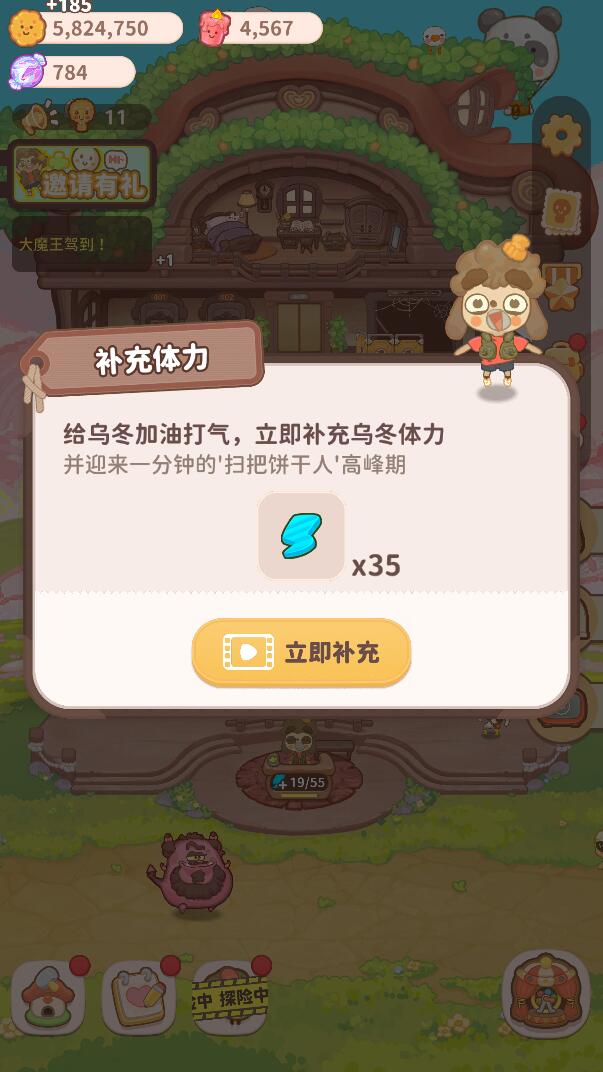 +185
5,824,750
4,567
784
11
HI~
邀请有礼
大魔王驾到！
+1
401
402
补充体力
给乌冬加油打气，立即补充乌冬体力
并迎来一分钟的'扫把饼干人'高峰期
x35
立即补充
+19/55
探险中